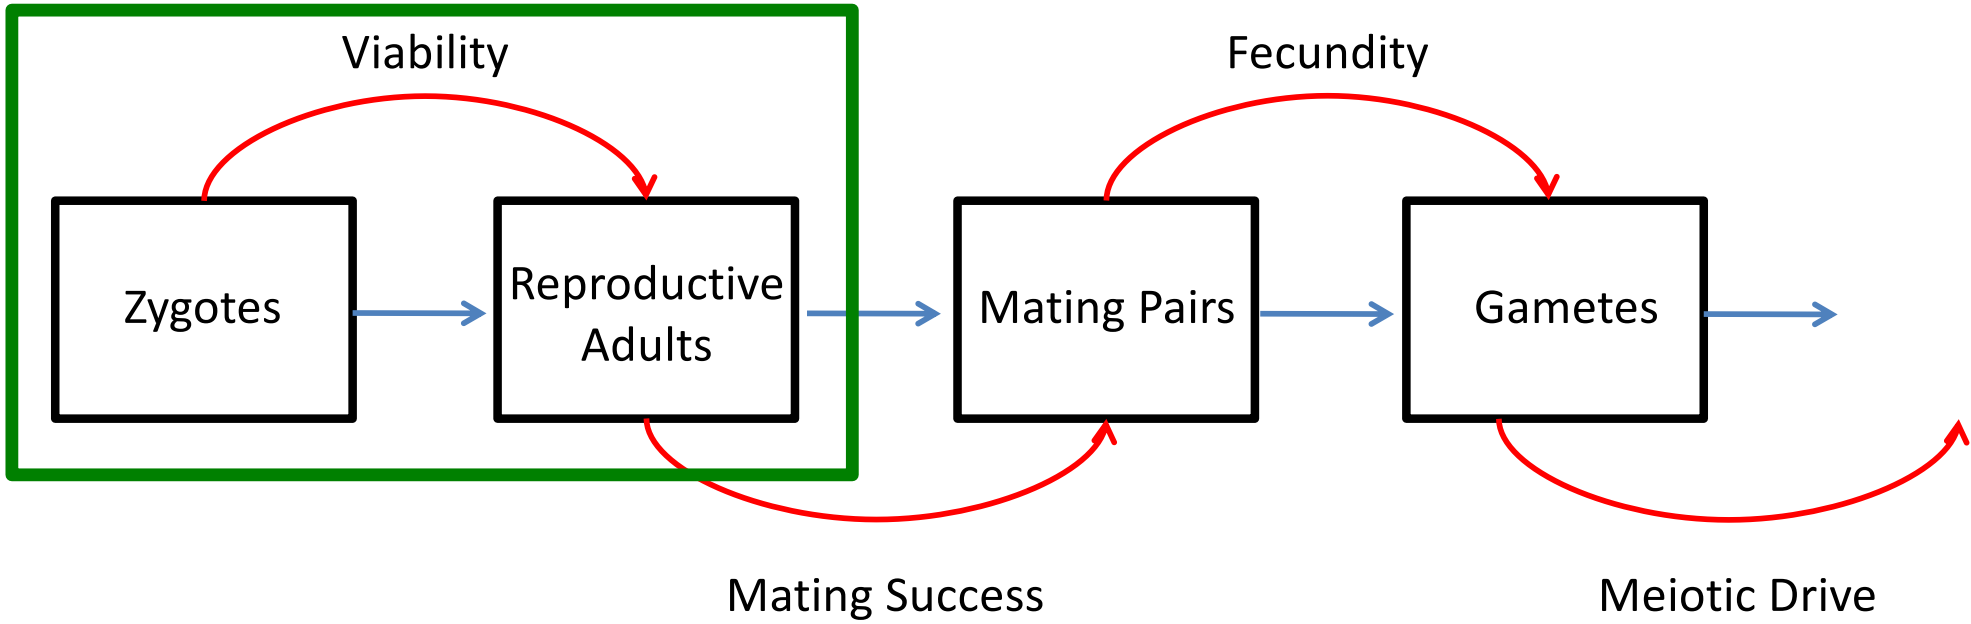 Viability
Fecundity
Zygotes
Reproductive
Adults
Mating Pairs
Gametes
Mating Success
Meiotic Drive